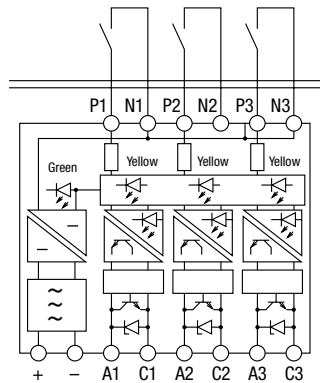 P1 N1 P2 N2 P3 N3
Green Yellow Yellow Yellow
+ − A1 C1 A2 C2 A3 C3